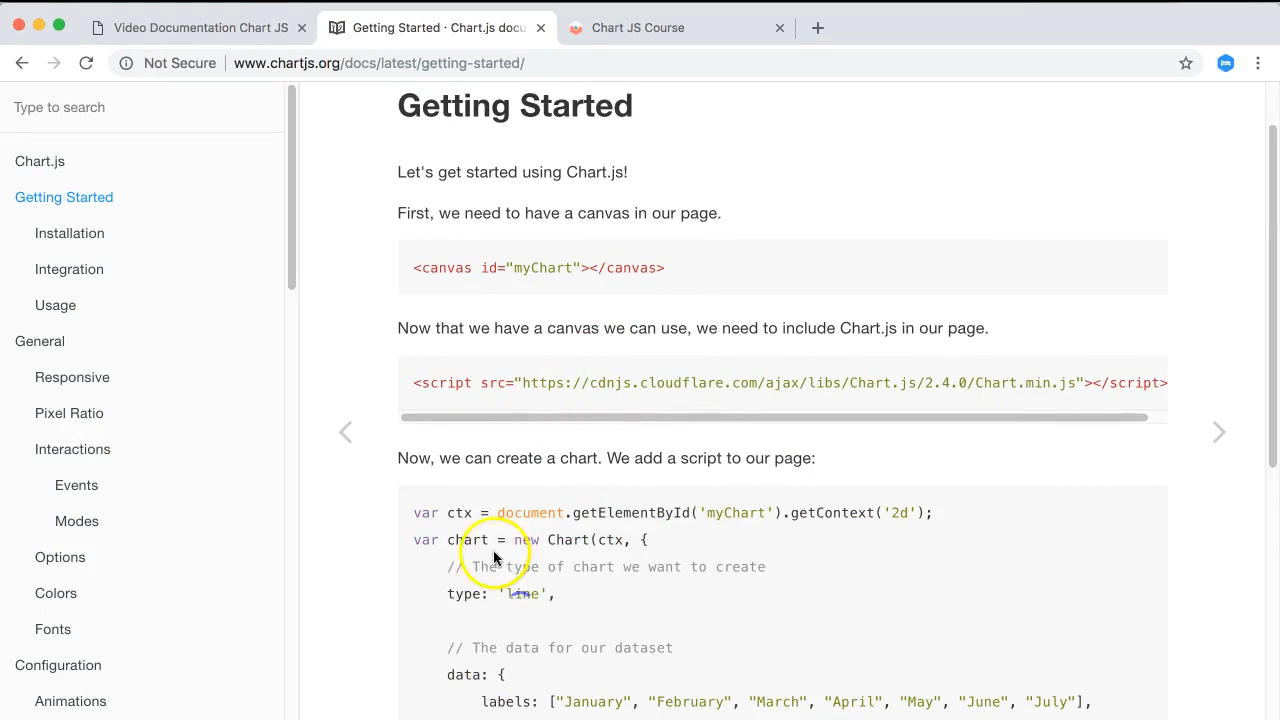 Video Documentation Chart JS
Getting Started · Chart.js docu
Chart JS Course
Not Secure
www.chartjs.org/docs/latest/getting-started/
Type to search
Chart.js
Getting Started
Installation
Integration
Usage
General
Responsive
Pixel Ratio
Interactions
Events
Modes
Options
Colors
Fonts
Configuration
Animations
Getting Started
Let's get started using Chart.js!
First, we need to have a canvas in our page.
<canvas id="myChart"></canvas>
Now that we have a canvas we can use, we need to include Chart.js in our page.
<script src="https://cdnjs.cloudflare.com/ajax/libs/Chart.js/2.4.0/Chart.min.js"></script>
Now, we can create a chart. We add a script to our page:
var ctx = document.getElementById('myChart').getContext('2d');
var chart = new Chart(ctx, {
// The type of chart we want to create
type: 'line',
// The data for our dataset
data: {
labels: ["January", "February", "March", "April", "May", "June", "July"],